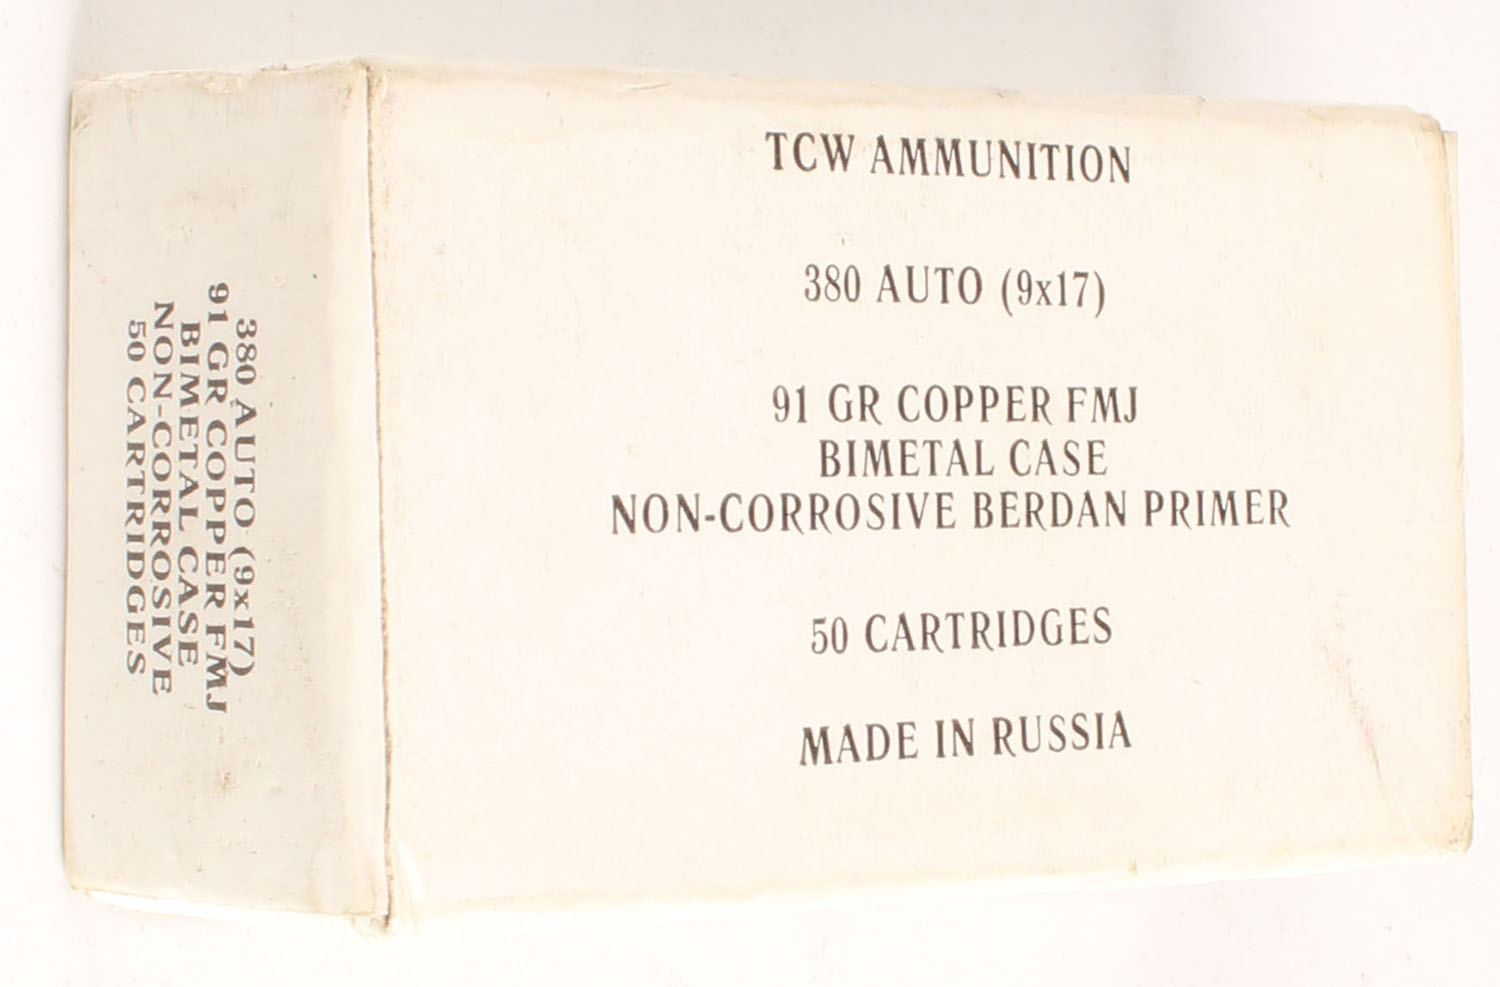 TCW AMMUNITION
380 AUTO (9x17)
91 GR COPPER FMJ
BIMETAL CASE
NON-CORROSIVE BERDAN PRIMER
50 CARTRIDGES
MADE IN RUSSIA
380 AUTO (9x17)
91 GR COPPER FMJ
BIMETAL CASE
NON-CORROSIVE
50 CARTRIDGES